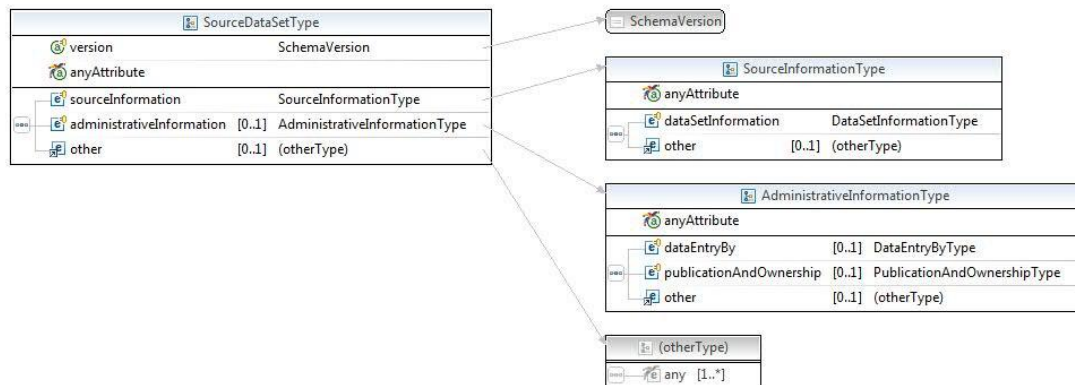 SourceDataSetType
version SchemaVersion
anyAttribute
sourceInformation SourceInformationType
administrativeInformation [0..1] AdministrativeInformationType
other [0..1] (otherType)
SchemaVersion
SourceInformationType
anyAttribute
dataSetInformation DataSetInformationType
other [0..1] (otherType)
AdministrativeInformationType
anyAttribute
dataEntryBy [0..1] DataEntryByType
publicationAndOwnership [0..1] PublicationAndOwnershipType
other [0..1] (otherType)
(otherType)
any [1..*]